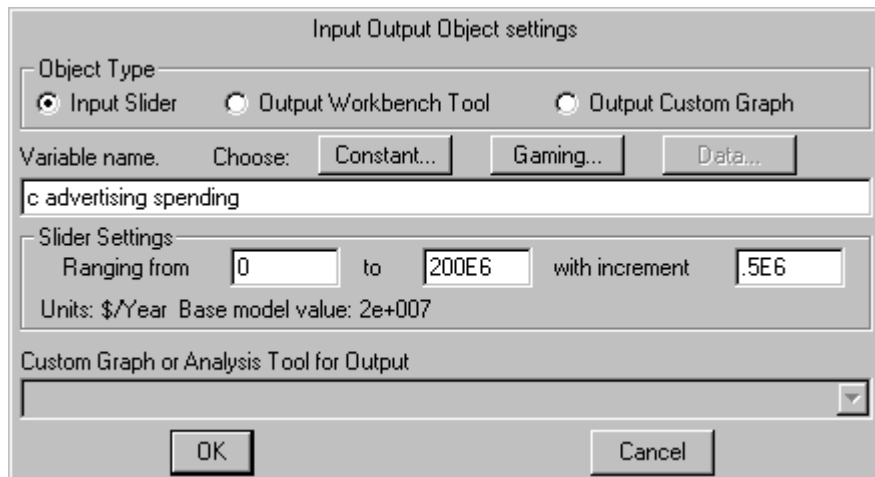 Input Output Object settings
Object Type
Input Slider Output Workbench Tool Output Custom Graph
Variable name. Choose: Constant... Gaming... Data...
c advertising spending
Slider Settings
Ranging from 0 to 200E6 with increment .5E6
Units: $/Year Base model value: 2e+007
Custom Graph or Analysis Tool for Output
OK Cancel